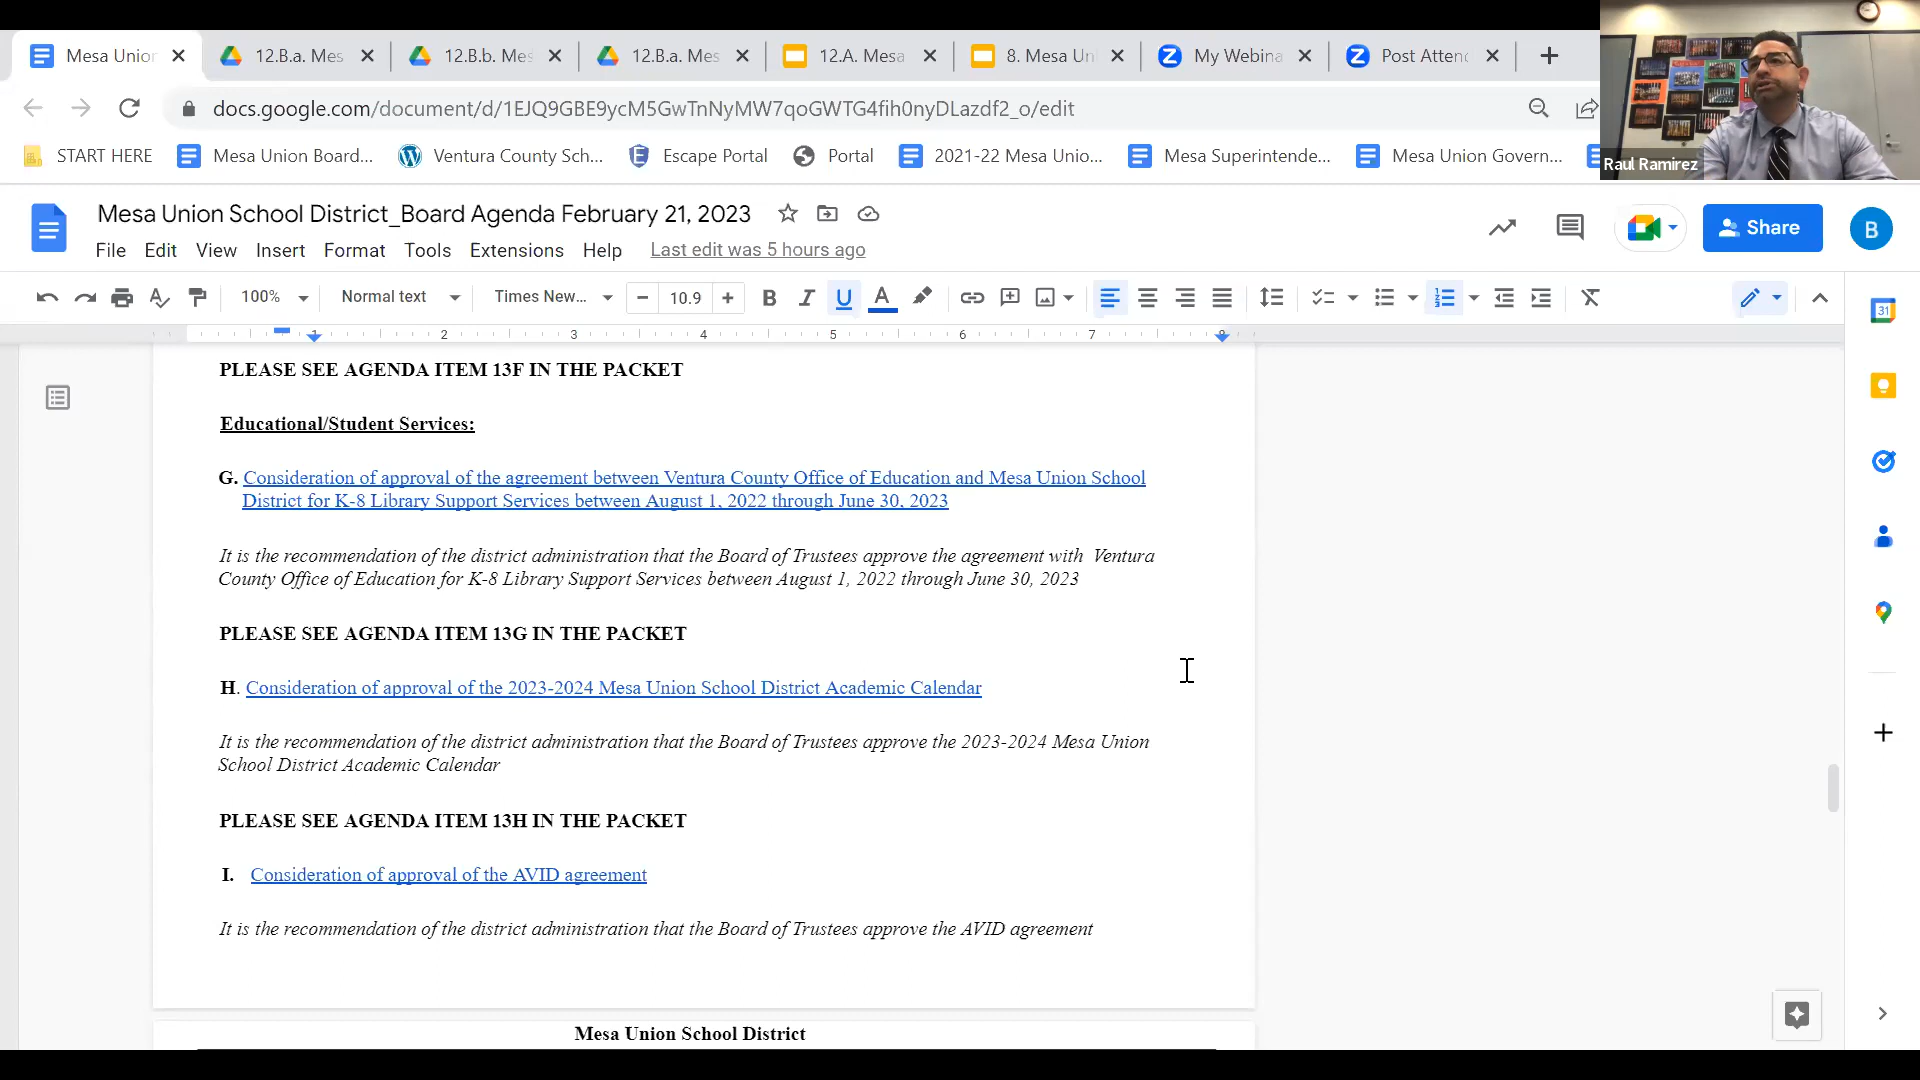 Mesa Union
12.B.a. Mes
12.B.b. Mes
12.B.a. Mes
12.A. Mesa
8. Mesa Un
My Webina
Post Attend
docs.google.com/document/d/1EJQ9GBE9ycM5GwTnNyMW7qoGWTG4fih0nyDLazdf2_o/edit
START HERE
Mesa Union Board...
Ventura County Sch...
Escape Portal
Portal
2021-22 Mesa Unio...
Mesa Superintende...
Mesa Union Govern...
Raul Ramirez
Mesa Union School District_Board Agenda February 21, 2023
File Edit View Insert Format Tools Extensions Help Last edit was 5 hours ago
Share
B
100% Normal text Times New... 10.9
1 2 3 4 5 6 7 8
31
PLEASE SEE AGENDA ITEM 13F IN THE PACKET
Educational/Student Services:
G. Consideration of approval of the agreement between Ventura County Office of Education and Mesa Union School
District for K-8 Library Support Services between August 1, 2022 through June 30, 2023
It is the recommendation of the district administration that the Board of Trustees approve the agreement with Ventura
County Office of Education for K-8 Library Support Services between August 1, 2022 through June 30, 2023
PLEASE SEE AGENDA ITEM 13G IN THE PACKET
H. Consideration of approval of the 2023-2024 Mesa Union School District Academic Calendar
It is the recommendation of the district administration that the Board of Trustees approve the 2023-2024 Mesa Union
School District Academic Calendar
PLEASE SEE AGENDA ITEM 13H IN THE PACKET
I. Consideration of approval of the AVID agreement
It is the recommendation of the district administration that the Board of Trustees approve the AVID agreement
Mesa Union School District